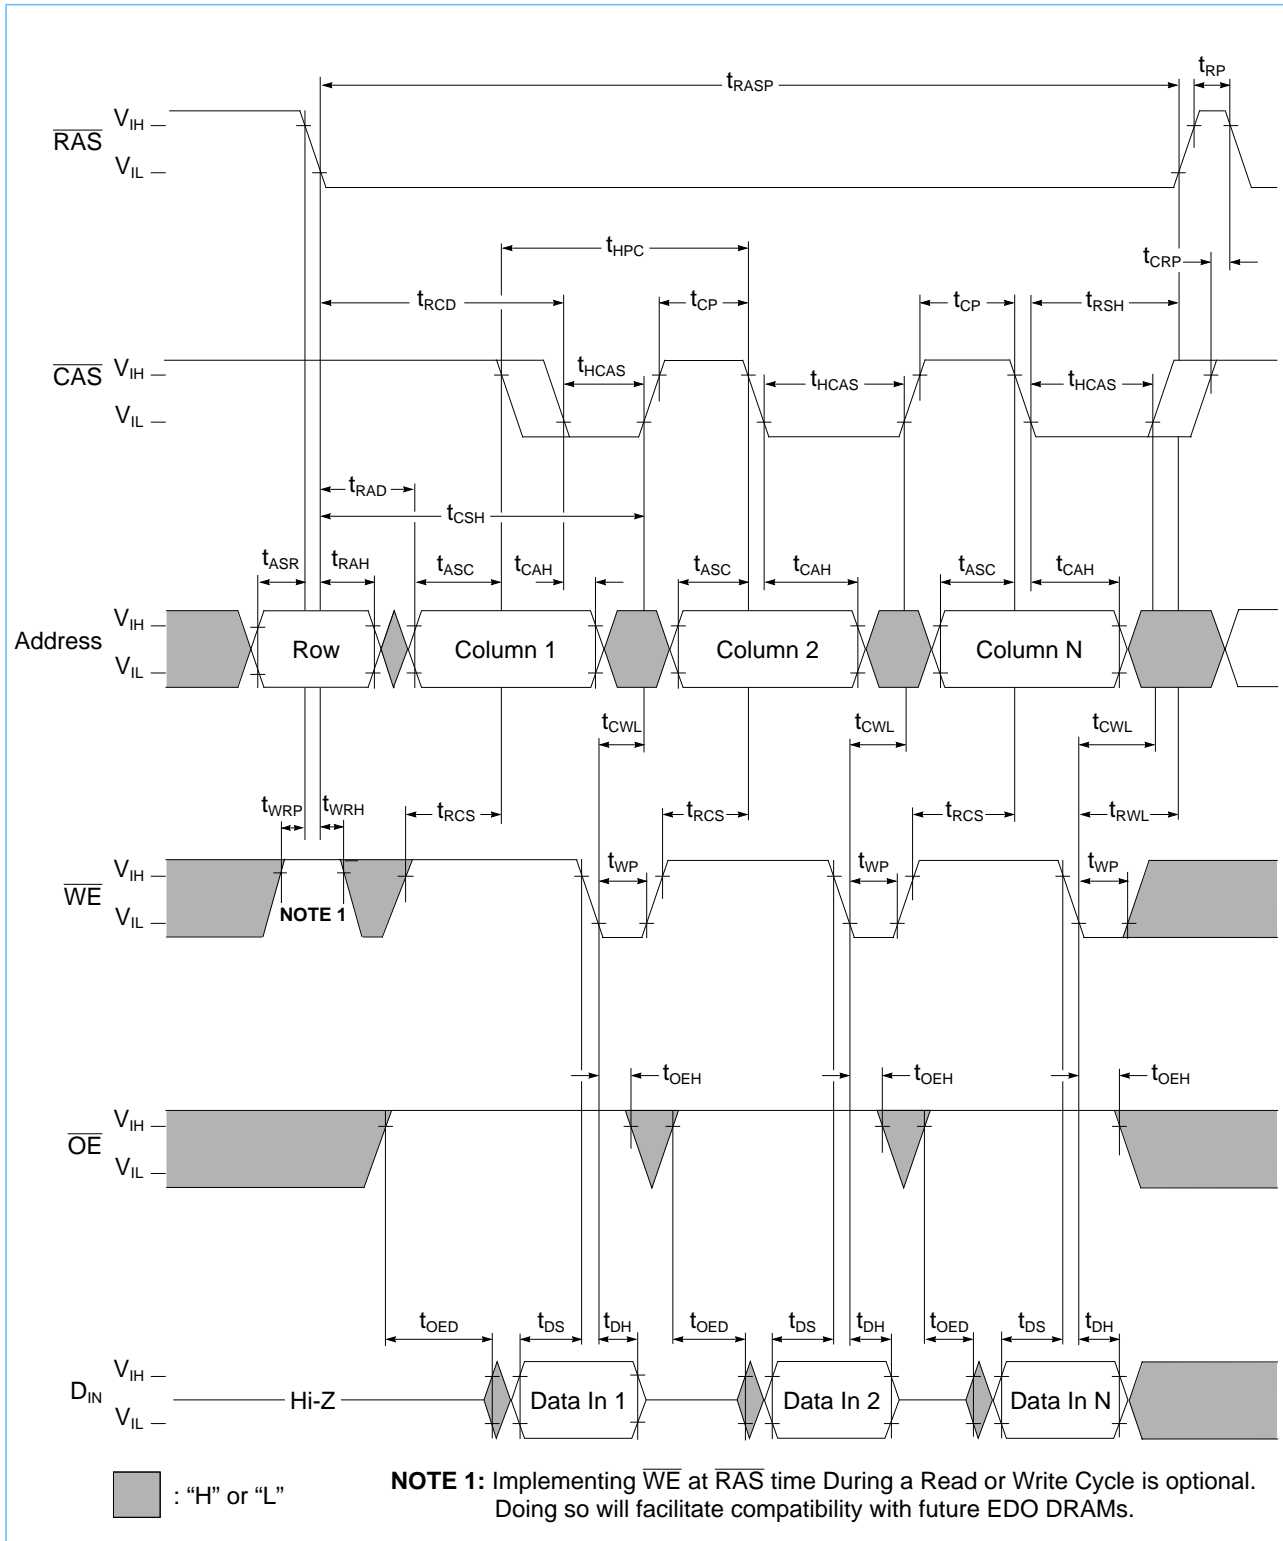 tRASP
tRP
RAS
VIH
VIL
tHPC
tCRP
tRCD
tCP
tCP
tRSH
CAS
VIH
VIL
tHCAS
tHCAS
tHCAS
tRAD
tCSH
tASR
tRAH
tASC
tCAH
tASC
tCAH
tASC
tCAH
Address
VIH
VIL
Row
Column 1
Column 2
Column N
tCWL
tCWL
tCWL
tWRP
tWRH
tRCS
tRCS
tRCS
tRWL
WE
VIH
VIL
NOTE 1
tWP
tWP
tWP
tOEH
tOEH
tOEH
OE
VIH
VIL
tOED
tDS
tDH
tOED
tDS
tDH
tOED
tDS
tDH
DIN
VIH
VIL
Hi-Z
Data In 1
Data In 2
Data In N
: “H” or “L”
NOTE 1: Implementing WE at RAS time During a Read or Write Cycle is optional.
Doing so will facilitate compatibility with future EDO DRAMs.